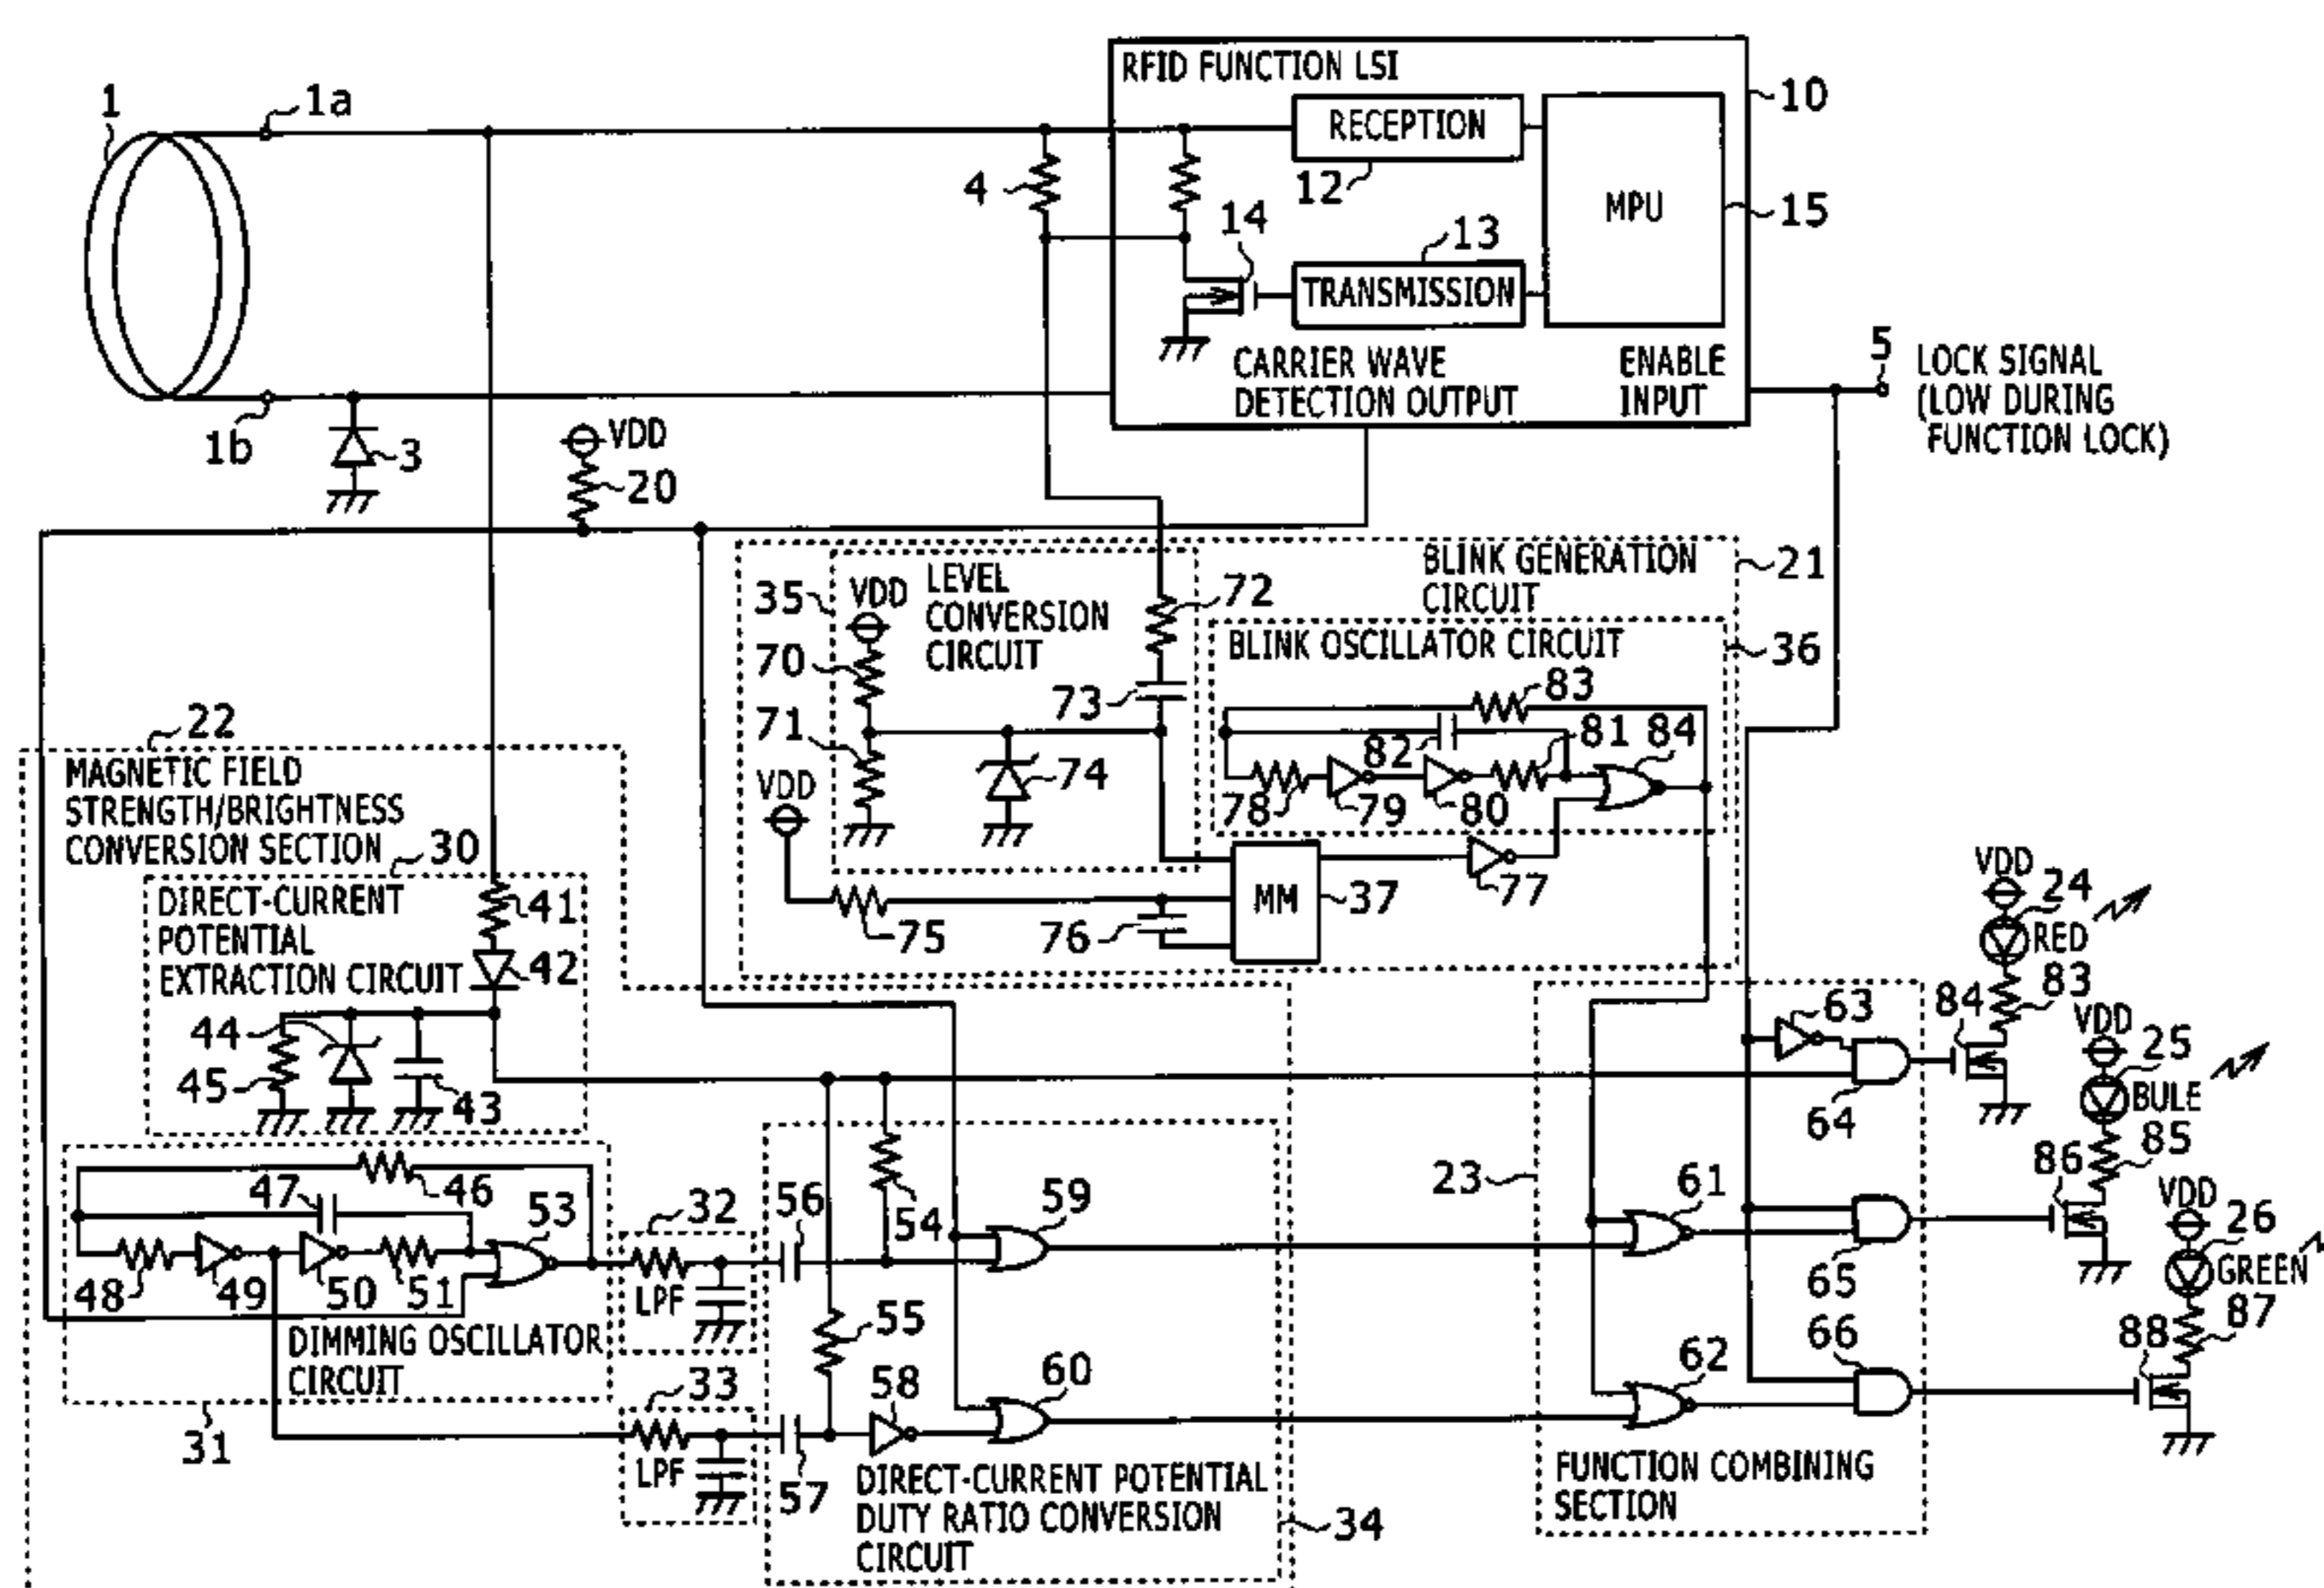 RFID FUNCTION LSI
10
1
1a
RECEPTION
12
4
MPU
15
14
13
TRANSMISSION
CARRIER WAVE
DETECTION OUTPUT
ENABLE
INPUT
5
LOCK SIGNAL
(LOW DURING
FUNCTION LOCK)
1b
3
VDD
20
BLINK GENERATION
CIRCUIT
21
35
VDD
LEVEL
CONVERSION
CIRCUIT
72
70
BLINK OSCILLATOR CIRCUIT
36
73
83
71
82
81
84
74
78
79
80
VDD
22
MAGNETIC FIELD
STRENGTH/BRIGHTNESS
CONVERSION SECTION
30
77
MM
37
75
76
DIRECT-CURRENT
POTENTIAL
EXTRACTION CIRCUIT
41
42
44
45
43
VDD
24
RED
83
84
63
64
VDD
25
BULE
85
86
23
46
47
53
32
56
54
59
61
65
VDD
26
GREEN
87
88
48
49
50
51
LPF
DIMMING OSCILLATOR
CIRCUIT
31
55
33
58
60
62
66
LPF
57
DIRECT-CURRENT POTENTIAL
DUTY RATIO CONVERSION
CIRCUIT
34
FUNCTION COMBINING
SECTION